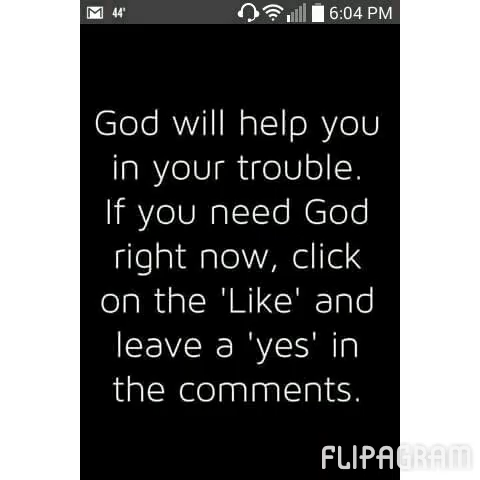 44° 6:04 PM
God will help you
in your trouble.
If you need God
right now, click
on the 'Like' and
leave a 'yes' in
the comments.
FLIPAGRAM